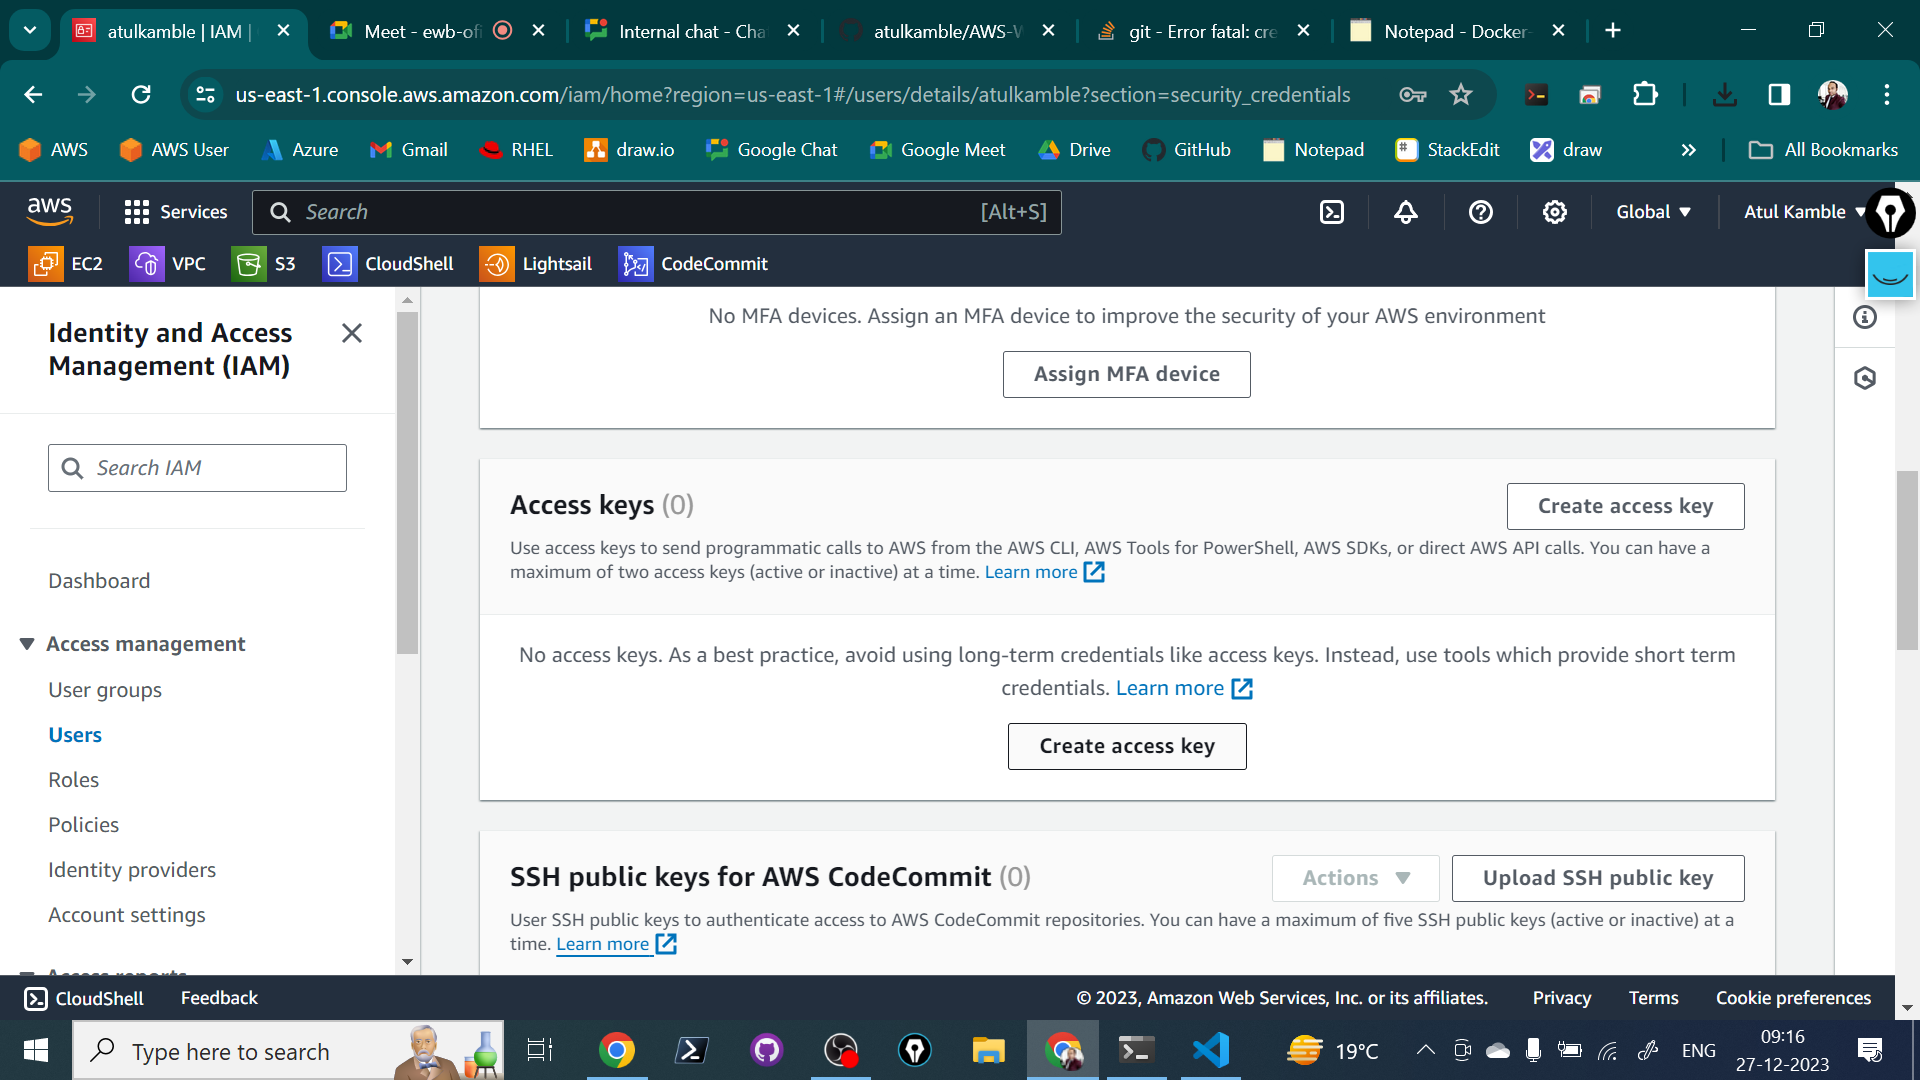 atulkamble | IAM |
Meet - ewb-ofi
Internal chat - Cha
atulkamble/AWS-W
git - Error fatal: cre
Notepad - Docker-
us-east-1.console.aws.amazon.com/iam/home?region=us-east-1#/users/details/atulkamble?section=security_credentials
AWS
AWS User
Azure
Gmail
RHEL
draw.io
Google Chat
Google Meet
Drive
GitHub
Notepad
StackEdit
draw
All Bookmarks
aws
Services
Search
[Alt+S]
Global
Atul Kamble
EC2
VPC
S3
CloudShell
Lightsail
CodeCommit
Identity and Access
Management (IAM)
Search IAM
Dashboard
Access management
User groups
Users
Roles
Policies
Identity providers
Account settings
Access reports
No MFA devices. Assign an MFA device to improve the security of your AWS environment
Assign MFA device
Access keys (0)
Create access key
Use access keys to send programmatic calls to AWS from the AWS CLI, AWS Tools for PowerShell, AWS SDKs, or direct AWS API calls. You can have a
maximum of two access keys (active or inactive) at a time. Learn more
No access keys. As a best practice, avoid using long-term credentials like access keys. Instead, use tools which provide short term
credentials. Learn more
Create access key
SSH public keys for AWS CodeCommit (0)
Actions
Upload SSH public key
User SSH public keys to authenticate access to AWS CodeCommit repositories. You can have a maximum of five SSH public keys (active or inactive) at a
time. Learn more
CloudShell
Feedback
© 2023, Amazon Web Services, Inc. or its affiliates.
Privacy
Terms
Cookie preferences
Type here to search
19°C
ENG
09:16
27-12-2023